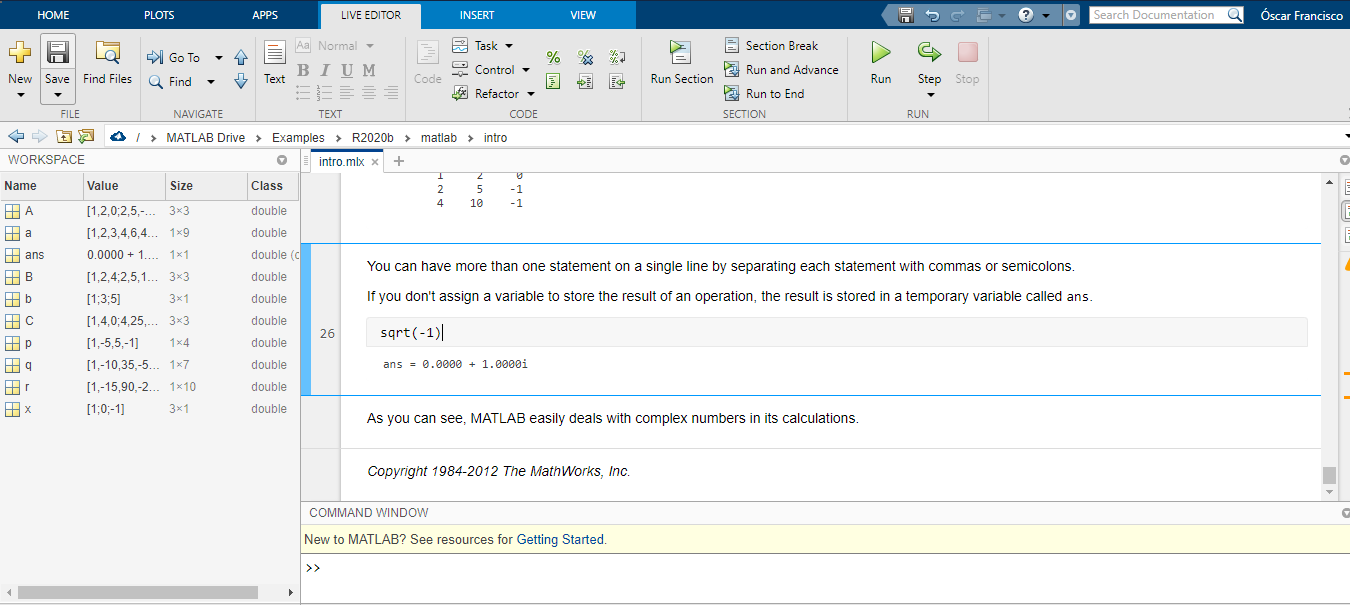 HOME PLOTS APPS LIVE EDITOR INSERT VIEW Search Documentation Óscar Francisco
New Save Find Files Go To Find Text Aa Normal B I U M Code Task Control Refactor % Run Section Section Break Run and Advance Run to End Run Step Stop
FILE NAVIGATE TEXT CODE SECTION RUN
/ MATLAB Drive Examples R2020b matlab intro
WORKSPACE
Name Value Size Class
A [1,2,0;2,5,-... 3×3 double
a [1,2,3,4,6,4... 1×9 double
ans 0.0000 + 1.... 1×1 double (c
B [1,2,4;2,5,1... 3×3 double
b [1;3;5] 3×1 double
C [1,4,0;4,25,... 3×3 double
p [1,-5,5,-1] 1×4 double
q [1,-10,35,-5... 1×7 double
r [1,-15,90,-2... 1×10 double
x [1;0;-1] 3×1 double
intro.mlx × +
1 2 0
2 5 -1
4 10 -1
You can have more than one statement on a single line by separating each statement with commas or semicolons.
If you don't assign a variable to store the result of an operation, the result is stored in a temporary variable called ans.
26 sqrt(-1)
ans = 0.0000 + 1.0000i
As you can see, MATLAB easily deals with complex numbers in its calculations.
Copyright 1984-2012 The MathWorks, Inc.
COMMAND WINDOW
New to MATLAB? See resources for Getting Started.
>>